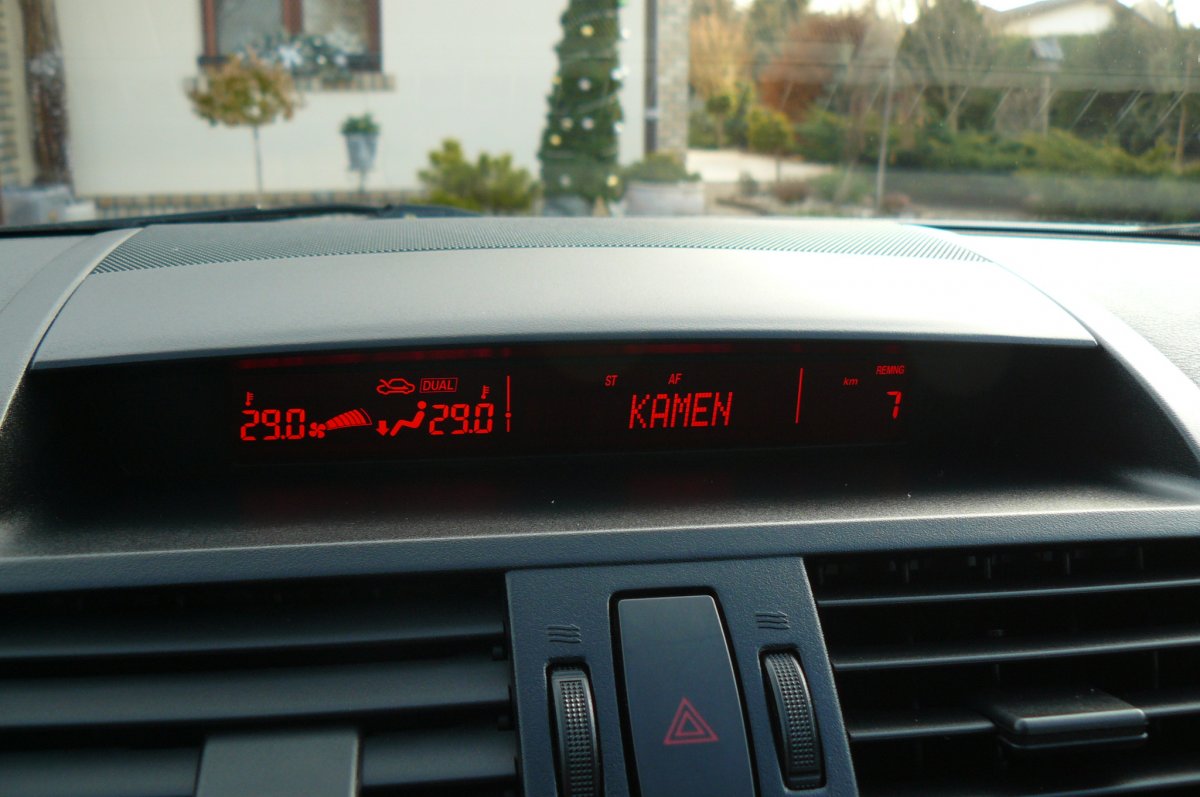 DUAL ST AF REMNG
km
29.0 29.0 KAMEN 7